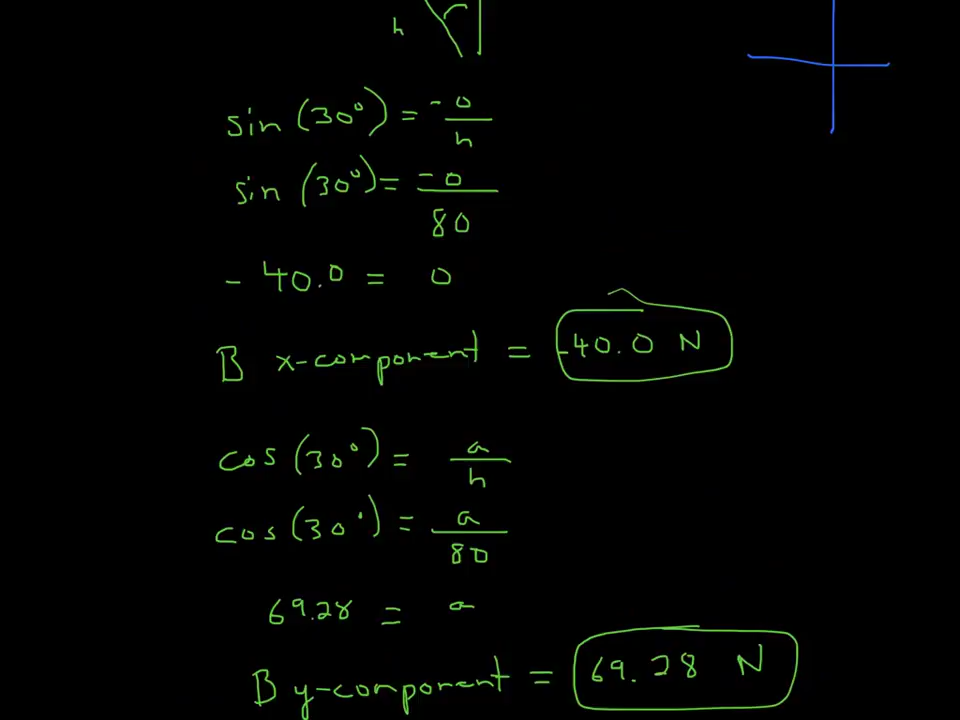 h
sin (30°) = -o/h
sin (30°) = -o/80
- 40.0 = o
B x-component = -40.0 N
cos (30°) = a/h
cos (30°) = a/80
69.28 = a
B y-component = 69.28 N